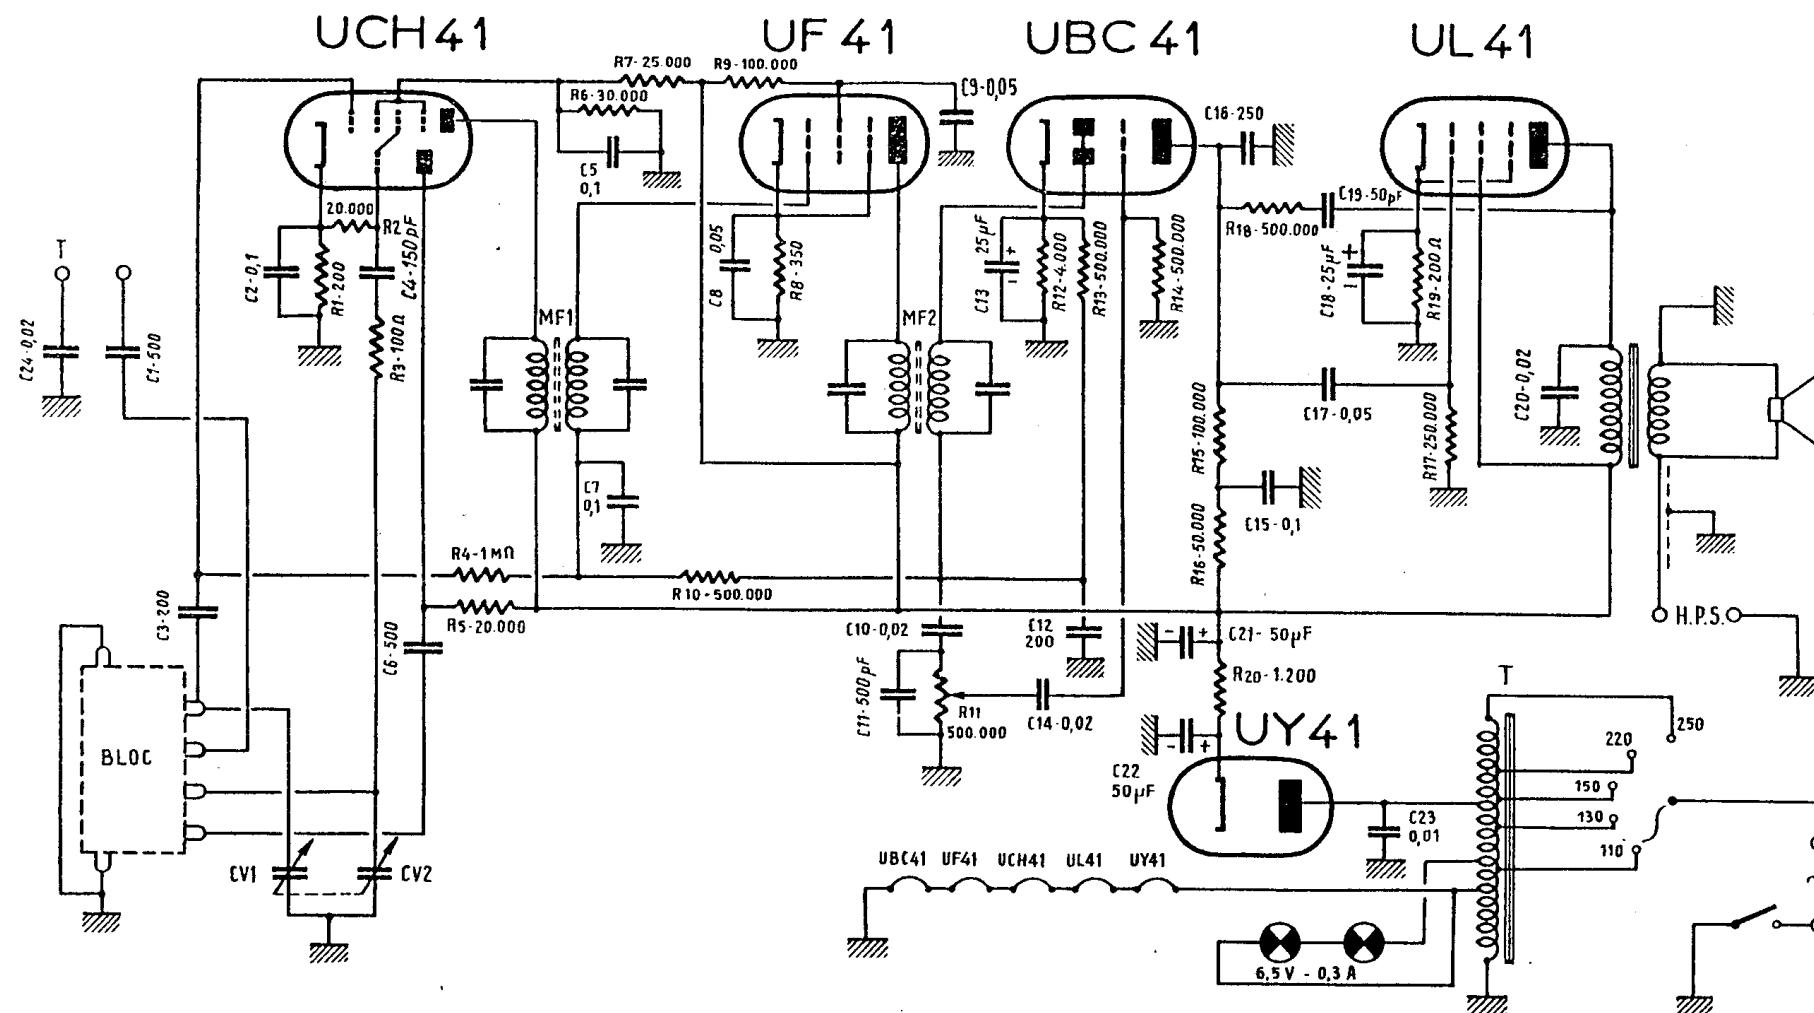 UCH41
UF41
UBC41
UL41
R7-25.000
R9-100.000
R6-30.000
C9-0,05
C5
0,1
C16-250
C19-50pF
R18-500.000
20.000
R2
C2-0,1
R1-200
C4-150pF
R3-100Ω
T
C24-0,02
C1-500
MF1
C8
0,05
R8-350
MF2
C13
25µF
+
-
R12-4.000
R13-500.000
R14-500.000
C18-25µF
+
-
R19-200Ω
C17-0,05
R15-100.000
R17-250.000
C20-0,02
C7
0,1
C15-0,1
R16-50.000
R4-1MΩ
R10-500.000
R5-20.000
C3-200
C6-500
C10-0,02
C12
200
- + C21-50µF
H.P.S.
C11-500pF
R11
500.000
C14-0,02
R20-1.200
UY41
- +
C22
50µF
BLOC
T
250
220
150
130
110
C23
0,01
CV1
CV2
UBC41 UF41 UCH41 UL41 UY41
6,5V - 0,3A